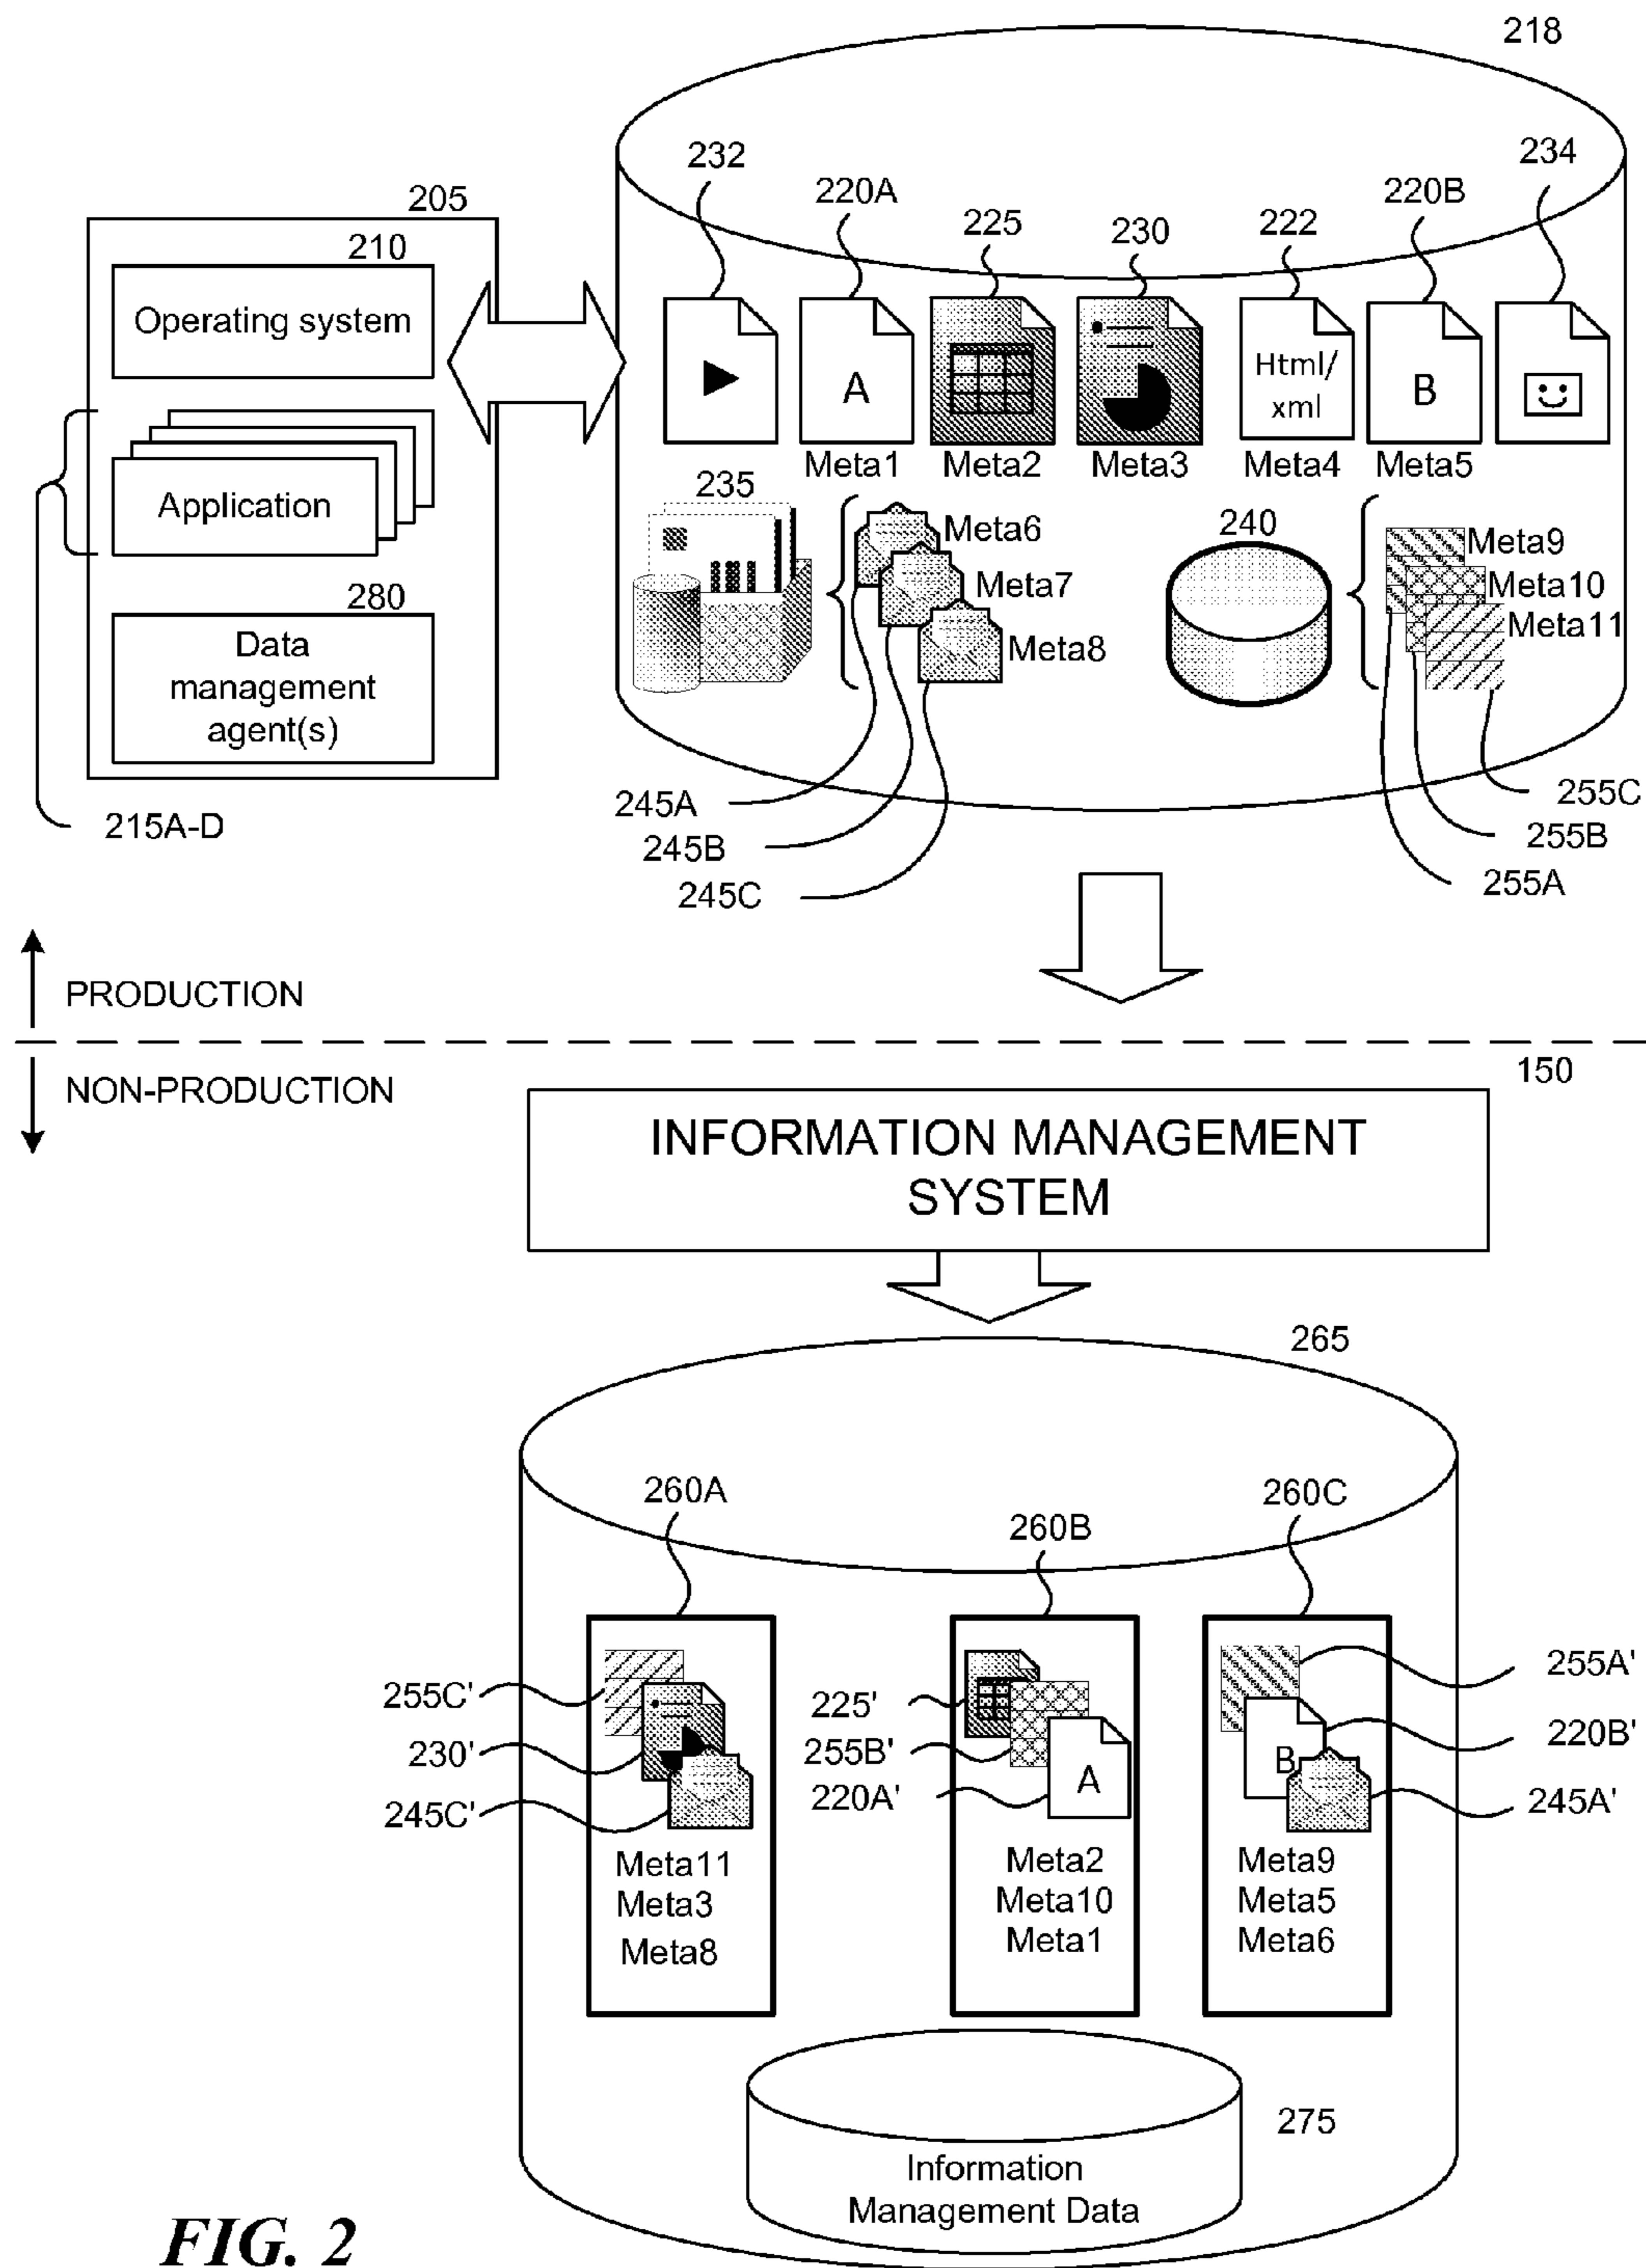 218
232
234
220A
220B
205
225
230
222
210
Operating system
Html/
xml
A
B
Meta1
Meta2
Meta3
Meta4
Meta5
Application
235
240
Meta6
Meta7
Meta8
Meta9
Meta10
Meta11
280
Data
management
agent(s)
215A-D
245A
245B
245C
255C
255B
255A
PRODUCTION
NON-PRODUCTION
150
INFORMATION MANAGEMENT
SYSTEM
265
260A
260B
260C
255C'
230'
245C'
225'
255B'
220A'
A
B
255A'
220B'
245A'
Meta11
Meta3
Meta8
Meta2
Meta10
Meta1
Meta9
Meta5
Meta6
275
Information
Management Data
FIG. 2